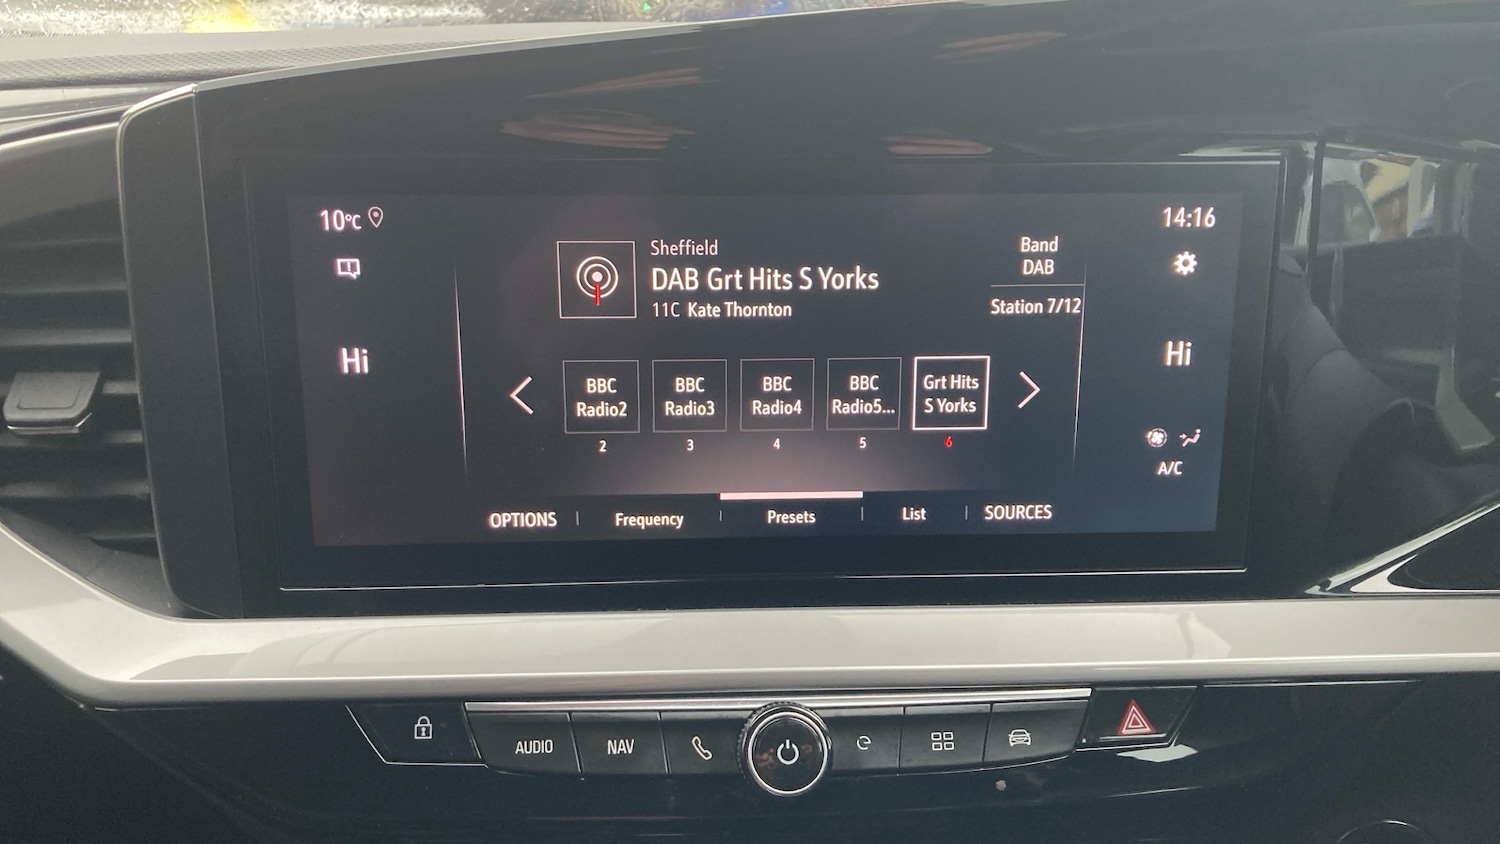 10°C
14:16
Sheffield
DAB Grt Hits S Yorks
11C Kate Thornton
Band
DAB
Station 7/12
Hi
Hi
BBC
Radio2
BBC
Radio3
BBC
Radio4
BBC
Radio5...
Grt Hits
S Yorks
2
3
4
5
6
A/C
OPTIONS
Frequency
Presets
List
SOURCES
AUDIO
NAV